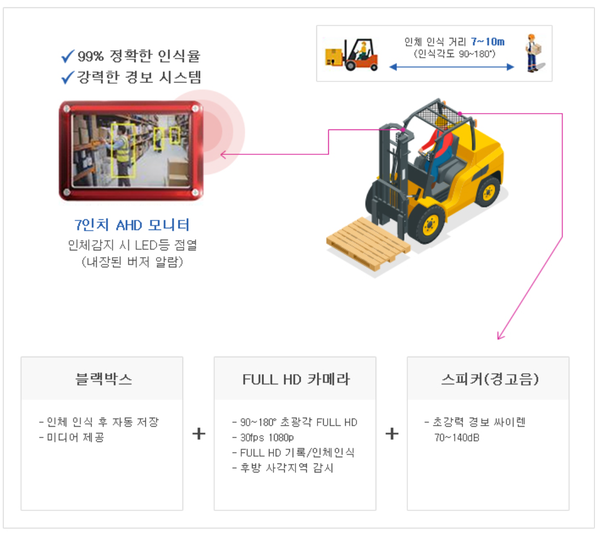 99% 정확한 인식율
강력한 경보 시스템
인체 인식 거리 7~10m
(인식각도 90~180°)
7인치 AHD 모니터
인체감지 시 LED등 점열
(내장된 버저 알람)
블랙박스
- 인체 인식 후 자동 저장
- 미디어 제공
+
FULL HD 카메라
- 90~180° 초광각 FULL HD
- 30fps 1080p
- FULL HD 기록/인체인식
- 후방 사각지역 감시
+
스피커(경고음)
- 초강력 경보 싸이렌
70~140dB